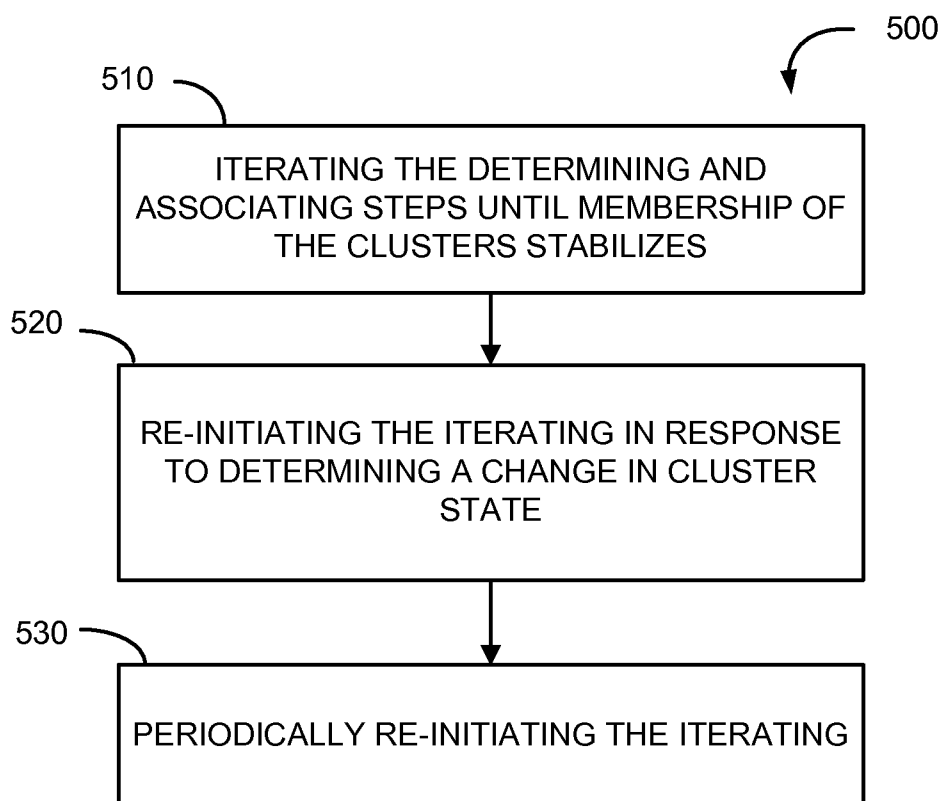 500
510
ITERATING THE DETERMINING AND
ASSOCIATING STEPS UNTIL MEMBERSHIP OF
THE CLUSTERS STABILIZES
520
RE-INITIATING THE ITERATING IN RESPONSE
TO DETERMINING A CHANGE IN CLUSTER
STATE
530
PERIODICALLY RE-INITIATING THE ITERATING